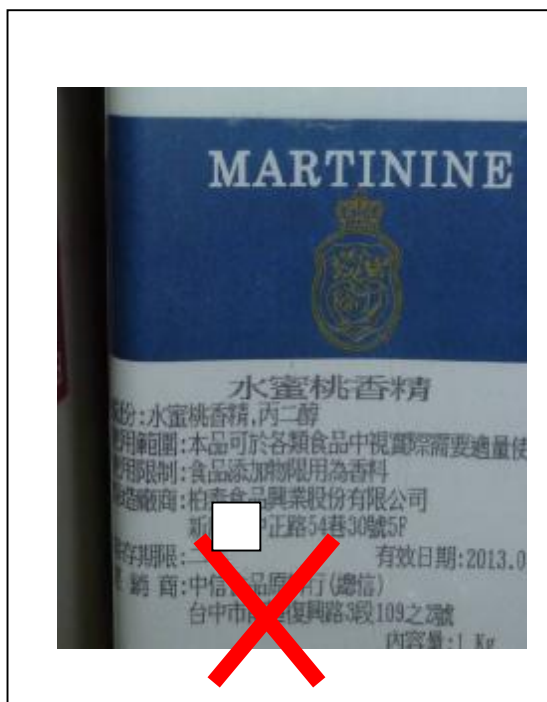 MARTININE
水蜜桃香精
份:水蜜桃香精,丙二醇
使用範圍:本品可於各類食品中視實際需要適量使
使用限制:食品添加物限用為香料
製造廠商:柏泰食品興業股份有限公司
新 中正路54巷30號5F
保存期限:二 有效日期:2013.0
經銷商:中信食品原料行(總信)
台中市 復興路3段109之2號
內容量:1 Kg